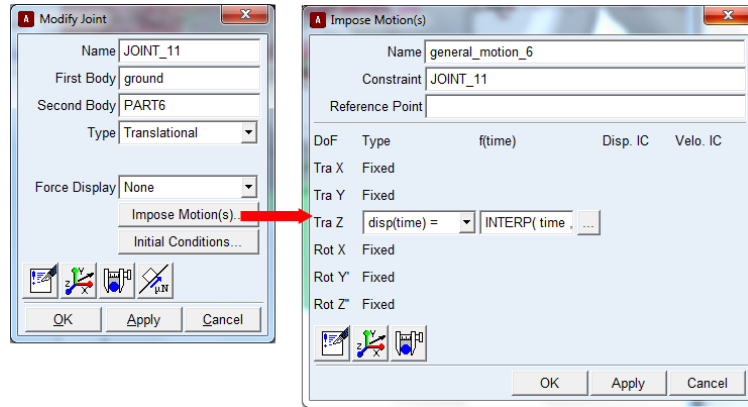 Modify Joint
Name JOINT_11
First Body ground
Second Body PART6
Type Translational
Force Display None
Impose Motion(s)...
Initial Conditions...
μN
OK Apply Cancel
Impose Motion(s)
Name general_motion_6
Constraint JOINT_11
Reference Point
DoF Type f(time) Disp. IC Velo. IC
Tra X Fixed
Tra Y Fixed
Tra Z disp(time) = INTERP( time , ...
Rot X Fixed
Rot Y' Fixed
Rot Z" Fixed
OK Apply Cancel